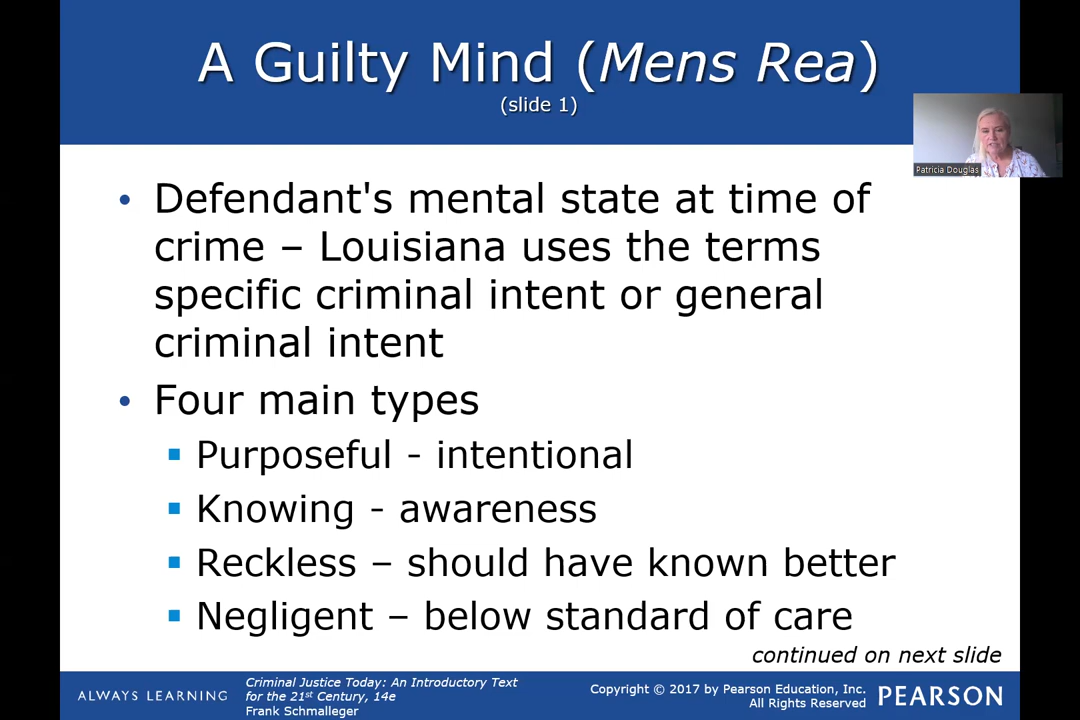 A Guilty Mind (Mens Rea)
(slide 1)
Patricia Douglas
• Defendant's mental state at time of
crime – Louisiana uses the terms
specific criminal intent or general
criminal intent
• Four main types
▪ Purposeful - intentional
▪ Knowing - awareness
▪ Reckless – should have known better
▪ Negligent – below standard of care
continued on next slide
ALWAYS LEARNING
Criminal Justice Today: An Introductory Text
for the 21st Century, 14e
Frank Schmalleger
Copyright © 2017 by Pearson Education, Inc.
All Rights Reserved
PEARSON